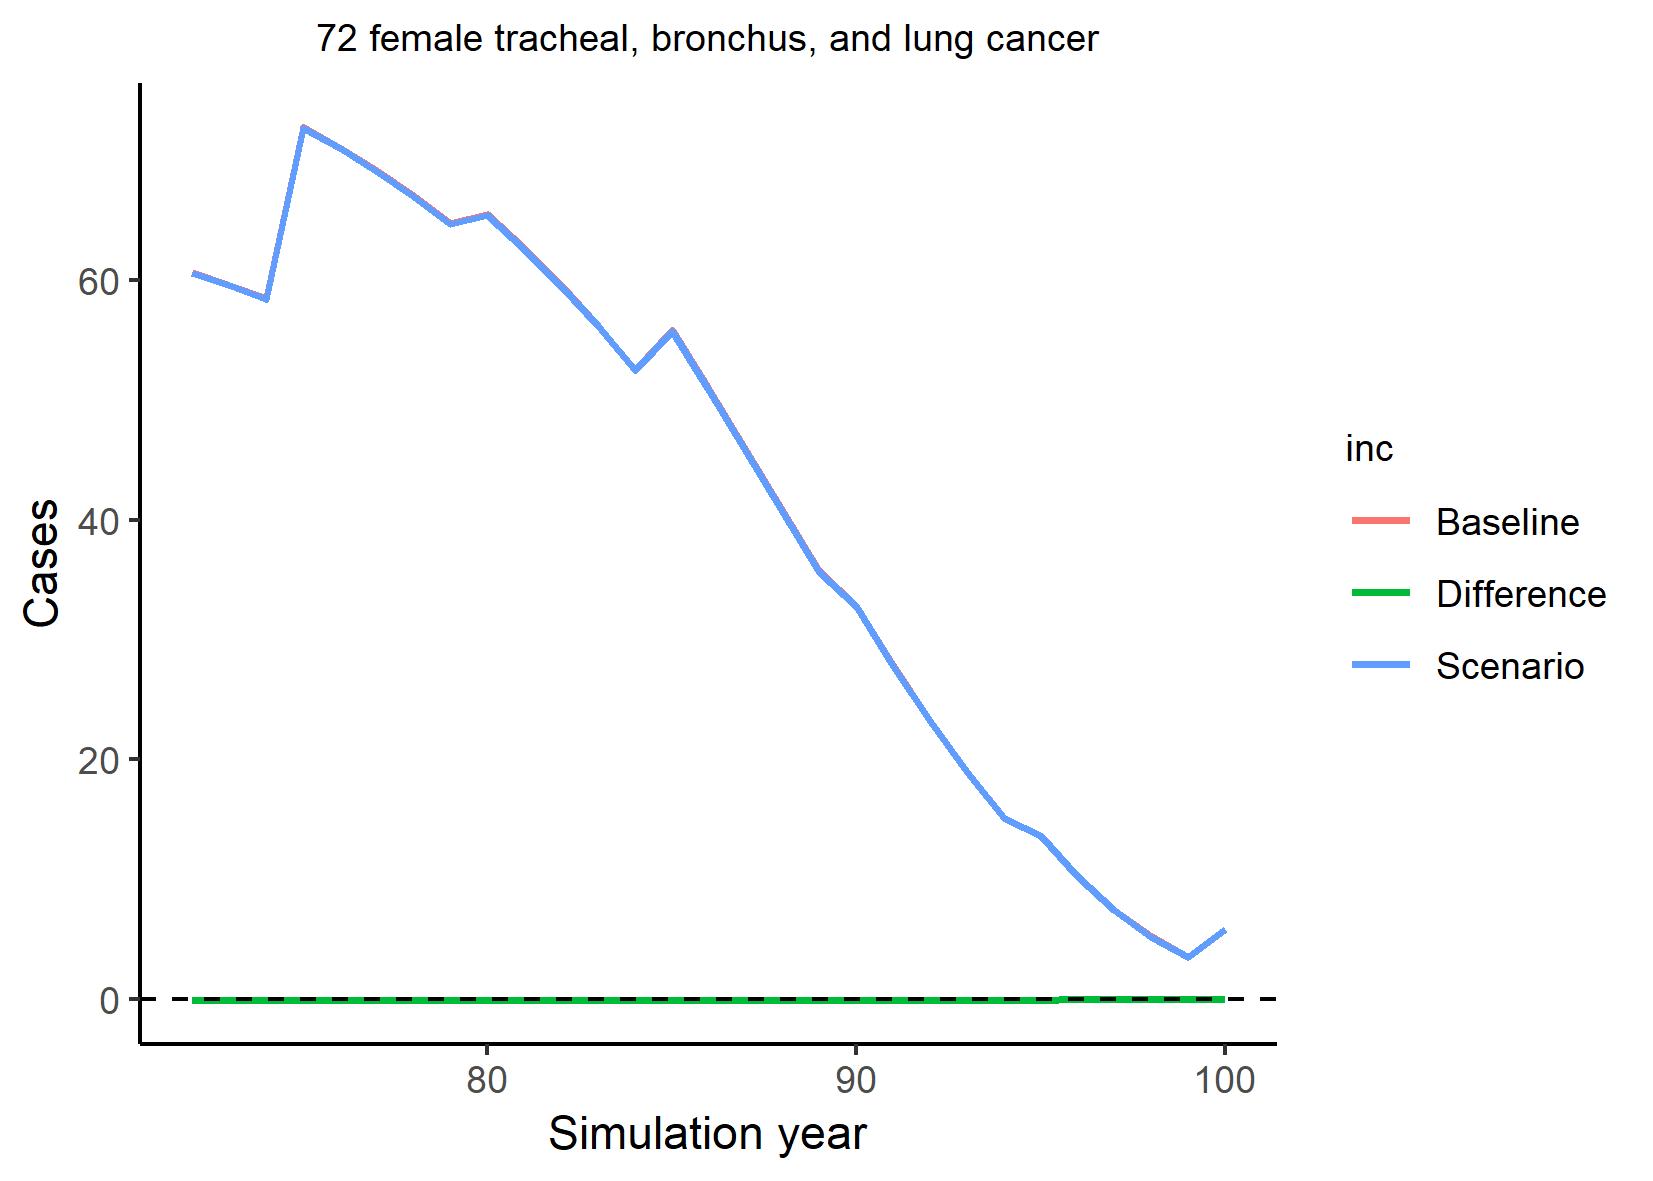 72 female tracheal, bronchus, and lung cancer
Cases
60
40
20
0
80 90 100
Simulation year
inc
Baseline
Difference
Scenario